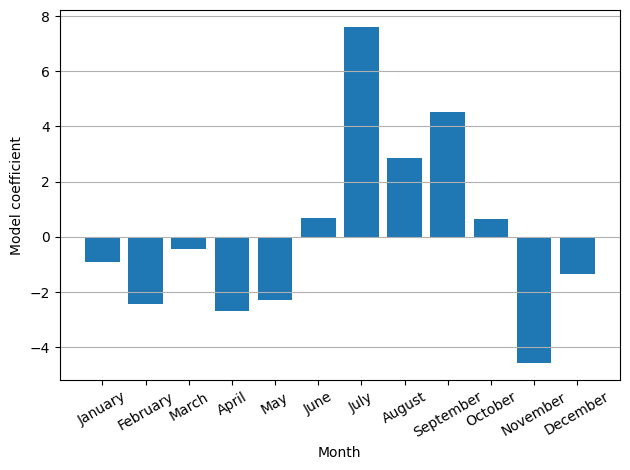 Model coefficient
8
6
4
2
0
−2
−4
January February March April May June July August September October November December
Month